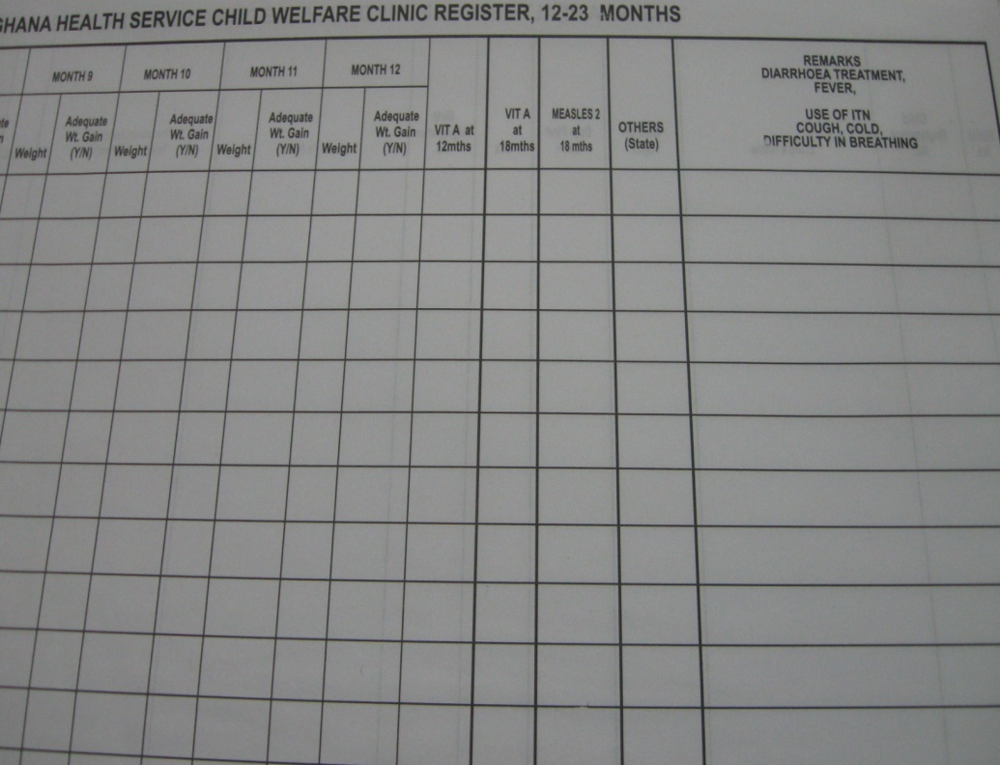 GHANA HEALTH SERVICE CHILD WELFARE CLINIC REGISTER, 12-23 MONTHS
MONTH 9
MONTH 10
MONTH 11
MONTH 12
Weight
Adequate
Wt. Gain
(Y/N)
Weight
Adequate
Wt. Gain
(Y/N)
Weight
Adequate
Wt. Gain
(Y/N)
Weight
Adequate
Wt. Gain
(Y/N)
VIT A at
12mths
VIT A
at
18mths
MEASLES 2
at
18 mths
OTHERS
(State)
REMARKS
DIARRHOEA TREATMENT,
FEVER,
USE OF ITN
COUGH, COLD,
DIFFICULTY IN BREATHING